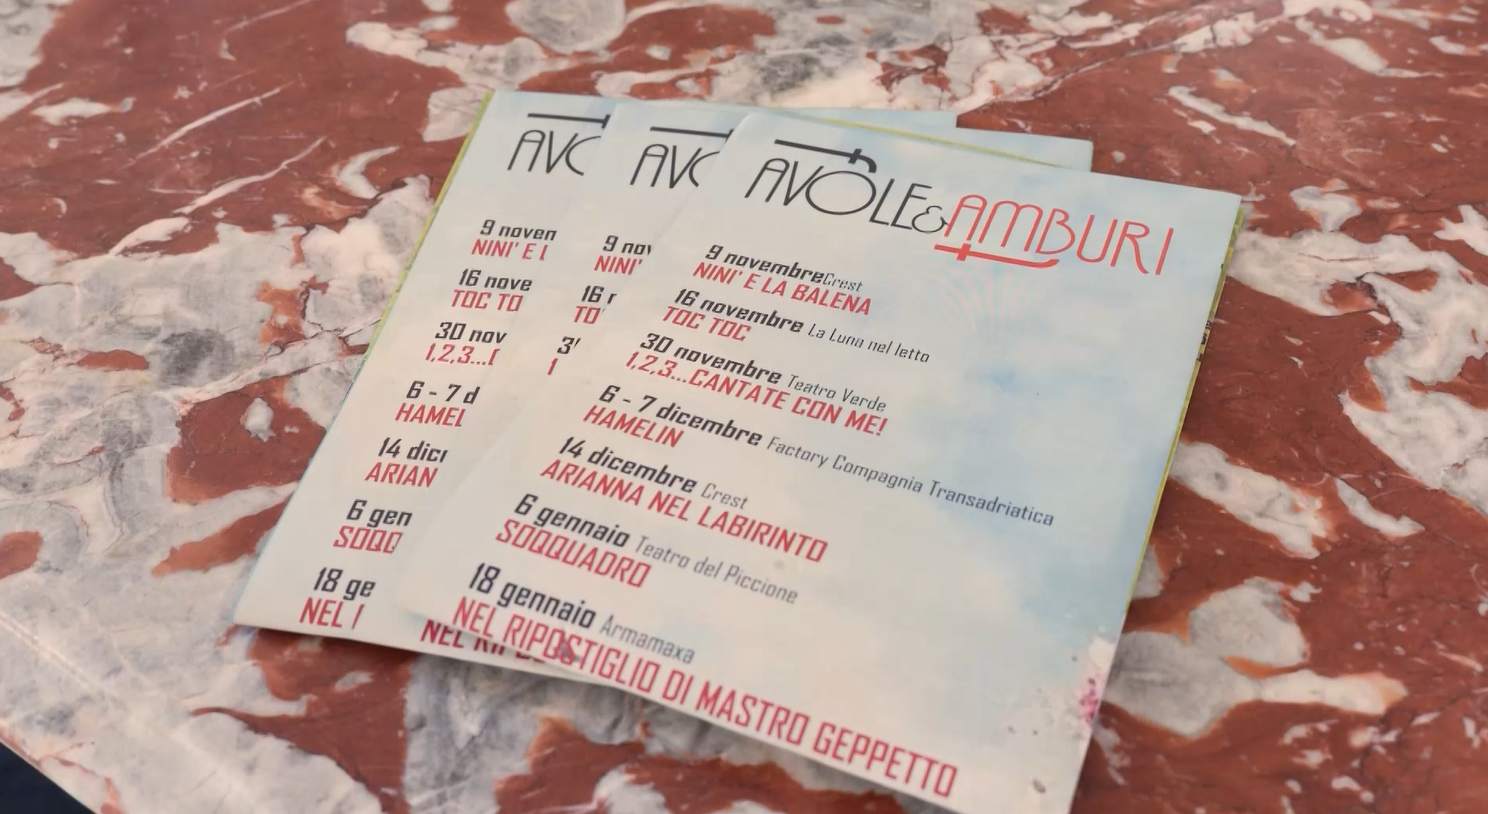 AVOLE & AMBURI
9 novembre Crest
NINI' E LA BALENA
16 novembre La Luna nel letto
TOC TOC
30 novembre Teatro Verde
1,2,3...CANTATE CON ME!
6 - 7 dicembre Factory Compagnia Transadriatica
HAMELIN
14 dicembre Crest
ARIANNA NEL LABIRINTO
6 gennaio Teatro del Piccione
SOQQUADRO
18 gennaio Armamaxa
NEL RIPOSTIGLIO DI MASTRO GEPPETTO